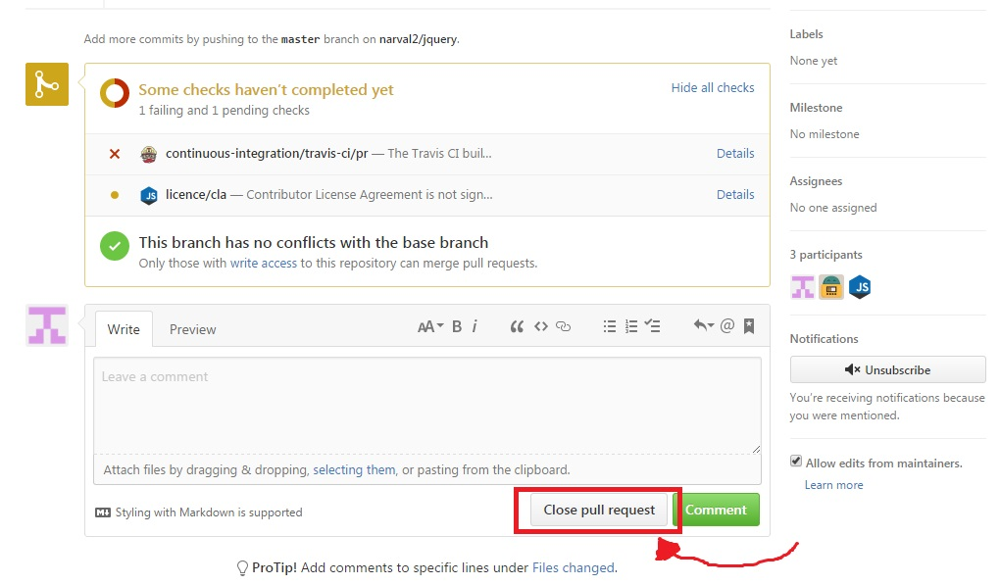 Add more commits by pushing to the master branch on narval2/jquery.
Some checks haven't completed yet
Hide all checks
1 failing and 1 pending checks
continuous-integration/travis-ci/pr — The Travis CI buil...
Details
licence/cla — Contributor License Agreement is not sign...
Details
This branch has no conflicts with the base branch
Only those with write access to this repository can merge pull requests.
Write
Preview
AA B i
Leave a comment
Attach files by dragging & dropping, selecting them, or pasting from the clipboard.
Styling with Markdown is supported
Close pull request
Comment
ProTip! Add comments to specific lines under Files changed.
Labels
None yet
Milestone
No milestone
Assignees
No one assigned
3 participants
JS
Notifications
Unsubscribe
You're receiving notifications because
you were mentioned.
Allow edits from maintainers.
Learn more